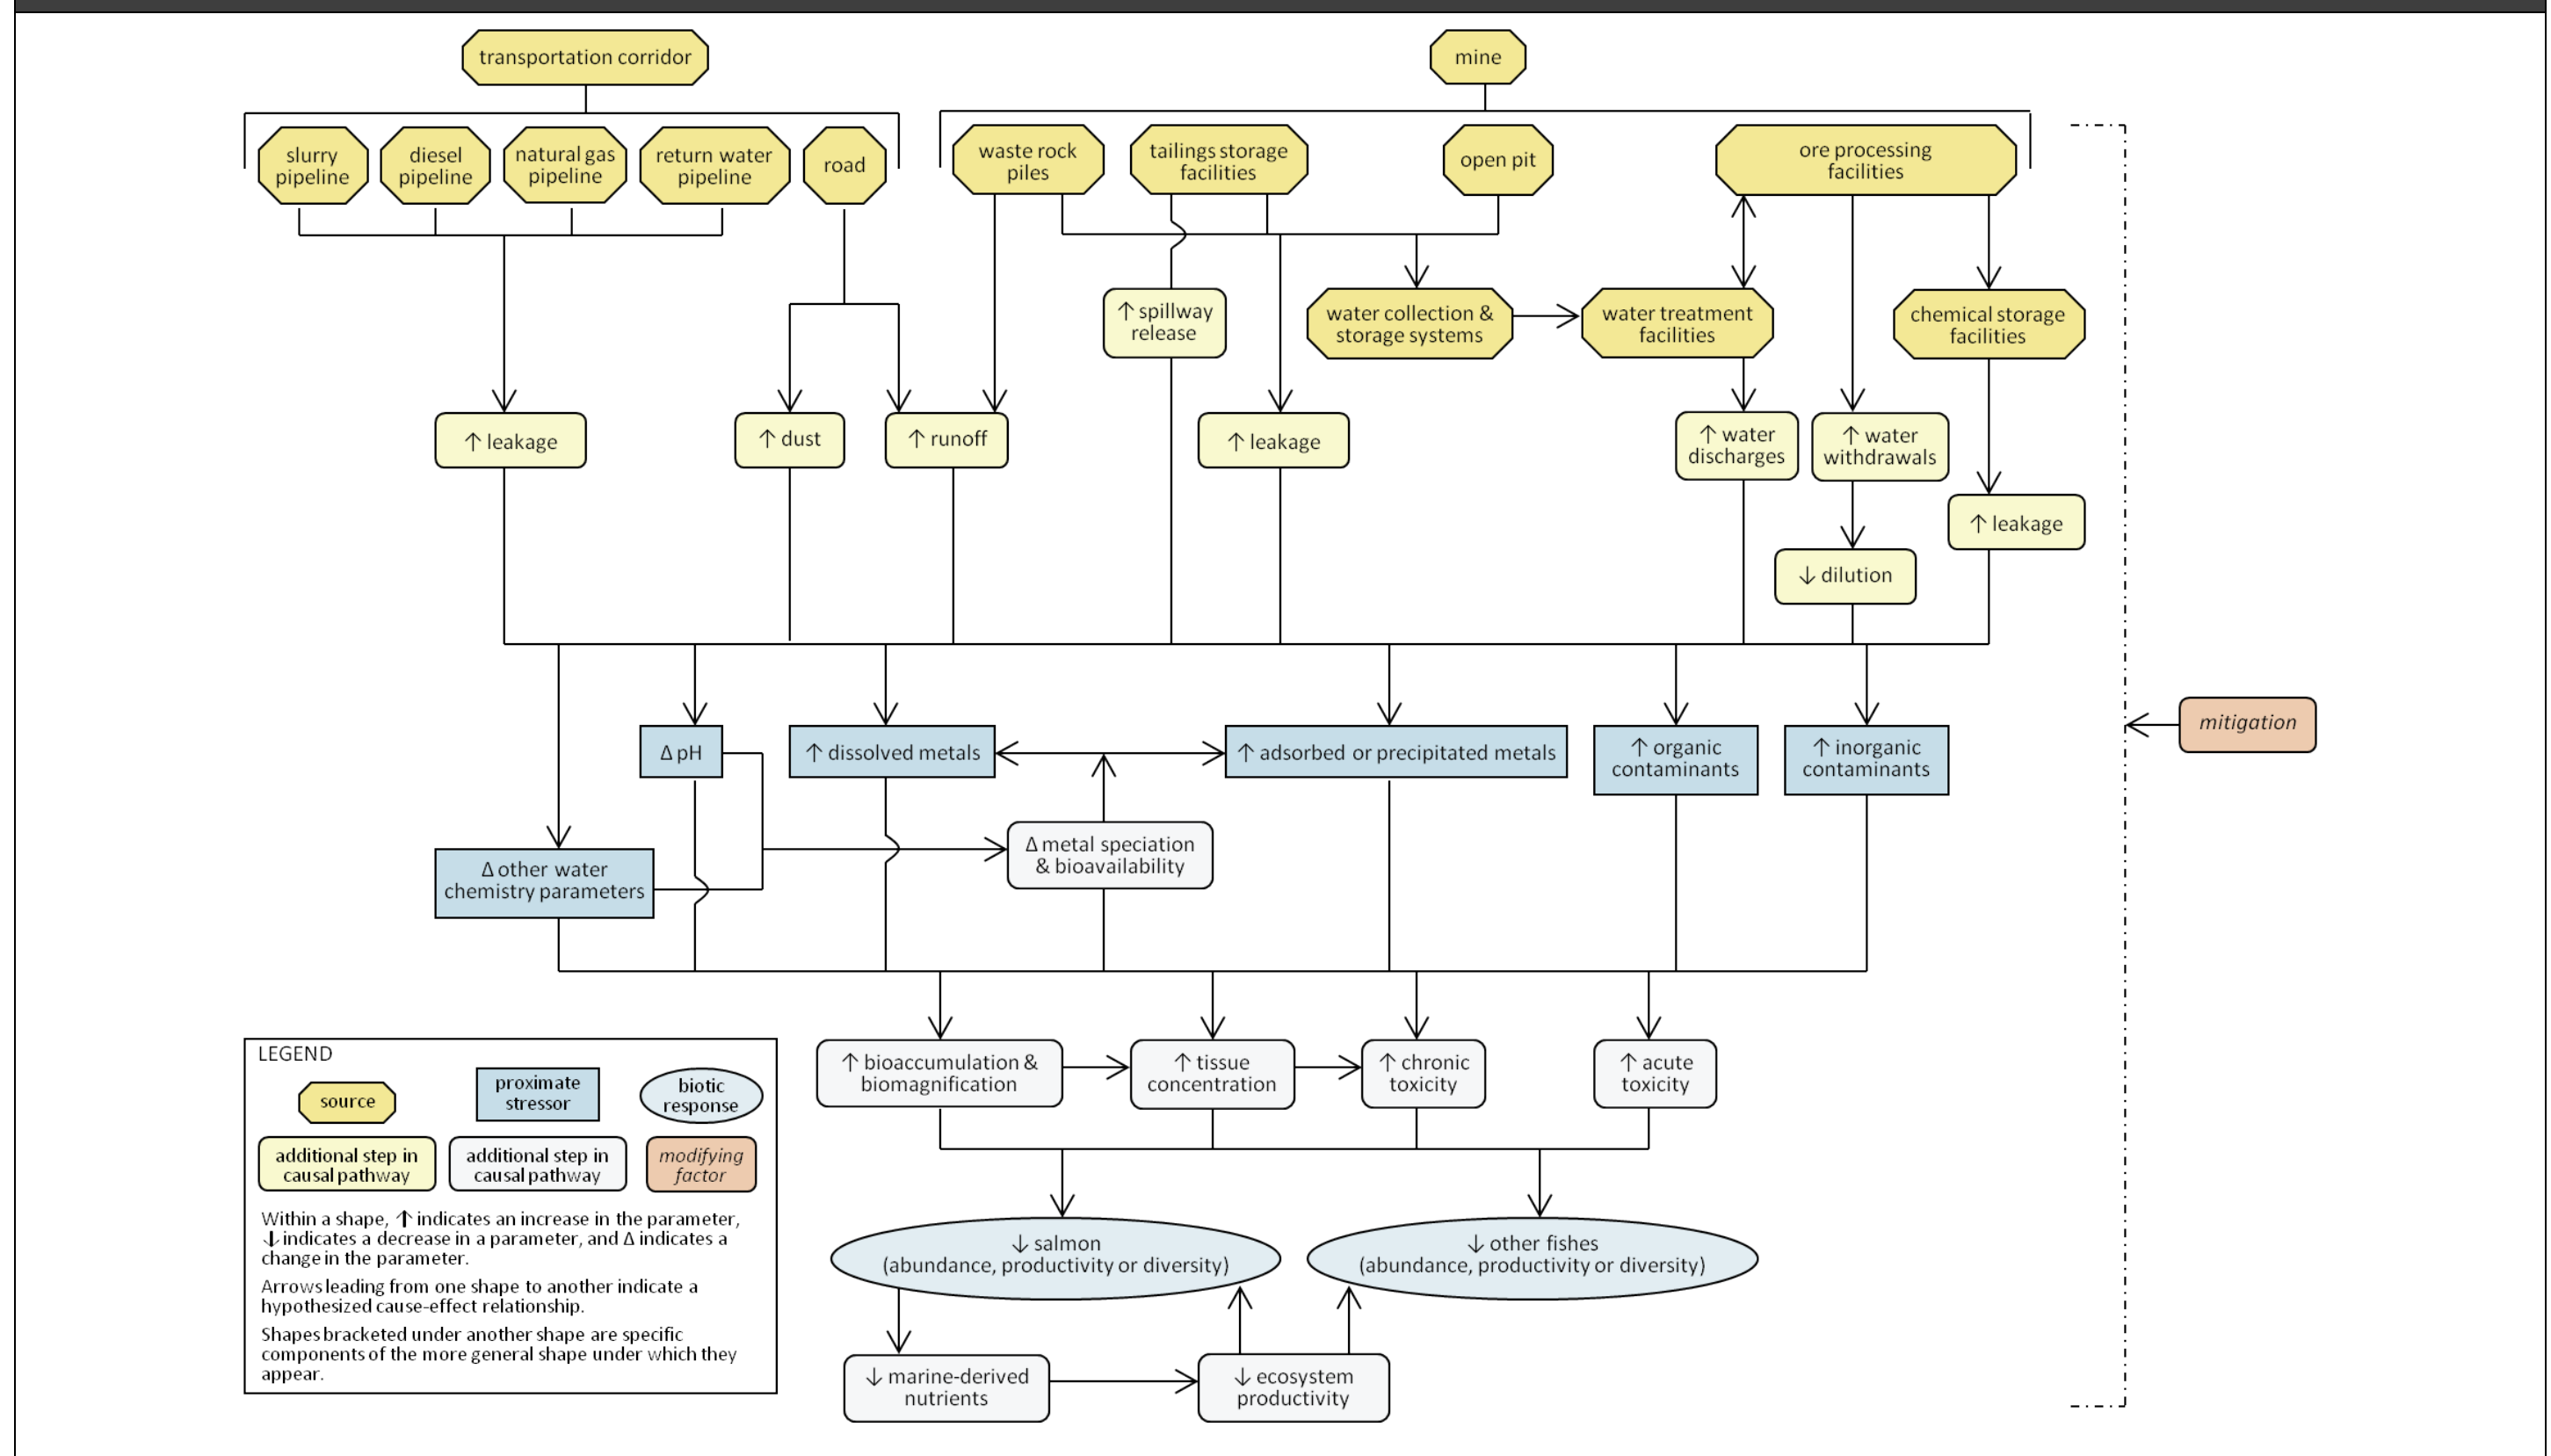 transportation corridor
mine
slurry
pipeline
diesel
pipeline
natural gas
pipeline
return water
pipeline
road
waste rock
piles
tailings storage
facilities
open pit
ore processing
facilities
↑ spillway
release
water collection &
storage systems
water treatment
facilities
chemical storage
facilities
↑ leakage
↑ dust
↑ runoff
↑ leakage
↑ water
discharges
↑ water
withdrawals
↑ leakage
↓ dilution
Δ pH
↑ dissolved metals
↑ adsorbed or precipitated metals
↑ organic
contaminants
↑ inorganic
contaminants
mitigation
Δ other water
chemistry parameters
Δ metal speciation
& bioavailability
↑ bioaccumulation &
biomagnification
↑ tissue
concentration
↑ chronic
toxicity
↑ acute
toxicity
↓ salmon
(abundance, productivity or diversity)
↓ other fishes
(abundance, productivity or diversity)
↓ marine-derived
nutrients
↓ ecosystem
productivity
LEGEND
source
proximate
stressor
biotic
response
additional step in
causal pathway
additional step in
causal pathway
modifying
factor
Within a shape, ↑ indicates an increase in the parameter,
↓ indicates a decrease in a parameter, and Δ indicates a
change in the parameter.
Arrows leading from one shape to another indicate a
hypothesized cause-effect relationship.
Shapes bracketed under another shape are specific
components of the more general shape under which they
appear.